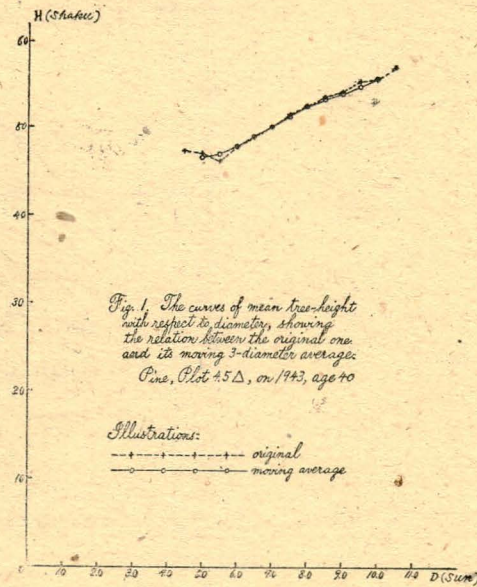 H (Shaku)
60
50
40
30
20
10
0
Fig. 1. The curves of mean tree-height
with respect to diameter, showing
the relation between the original one
and its moving 3-diameter average.
Pine, Plot 45 Δ, on 1943, age 40
Illustrations:
original
moving average
1.0 2.0 3.0 4.0 5.0 6.0 7.0 8.0 9.0 10.0 11.0 D (Sun)